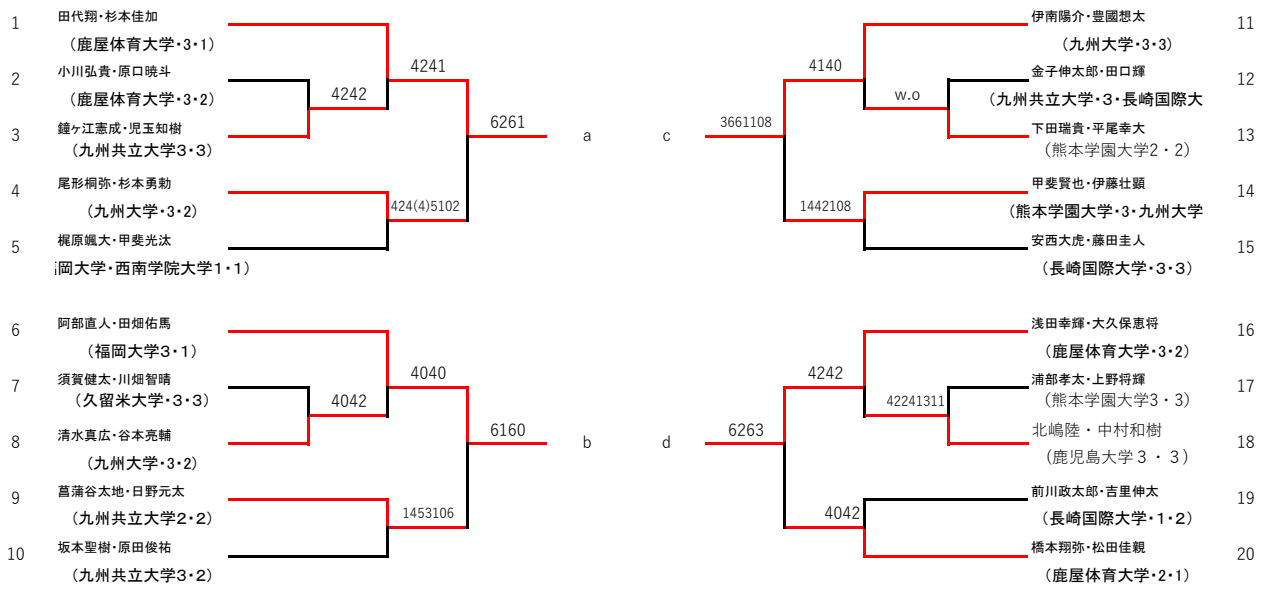 1 田代翔・杉本佳加
(鹿屋体育大学・3・1)
2 小川弘貴・原口暁斗
(鹿屋体育大学・3・2)
3 鐘ヶ江憲成・児玉知樹
(九州共立大学3・3)
4 尾形桐弥・杉本勇勅
(九州大学・3・2)
5 梶原颯大・甲斐光汰
岡大学・西南学院大学1・1)
4241
4242
6261
424(4)5102
a
6 阿部直人・田畑佑馬
(福岡大学3・1)
7 須賀健太・川畑智晴
(久留米大学・3・3)
8 清水真広・谷本亮輔
(九州大学・3・2)
9 菖蒲谷太地・日野元太
(九州共立大学2・2)
10 坂本聖樹・原田俊祐
(九州共立大学3・2)
4040
4042
6160
1453106
b
伊南陽介・豊國想太 11
(九州大学・3・3)
金子伸太郎・田口輝 12
(九州共立大学・3・長崎国際大
下田瑞貴・平尾幸大 13
(熊本学園大学2・2)
甲斐賢也・伊藤壮顕 14
(熊本学園大学・3・九州大学
安西大虎・藤田圭人 15
(長崎国際大学・3・3)
4140
w.o
3661108
1442108
c
浅田幸輝・大久保恵将 16
(鹿屋体育大学・3・2)
浦部孝太・上野将輝 17
(熊本学園大学3・3)
北嶋陸・中村和樹 18
(鹿児島大学３・３)
前川政太郎・吉里伸太 19
(長崎国際大学・1・2)
橋本翔弥・松田佳親 20
(鹿屋体育大学・2・1)
4242
42241311
6263
4042
d